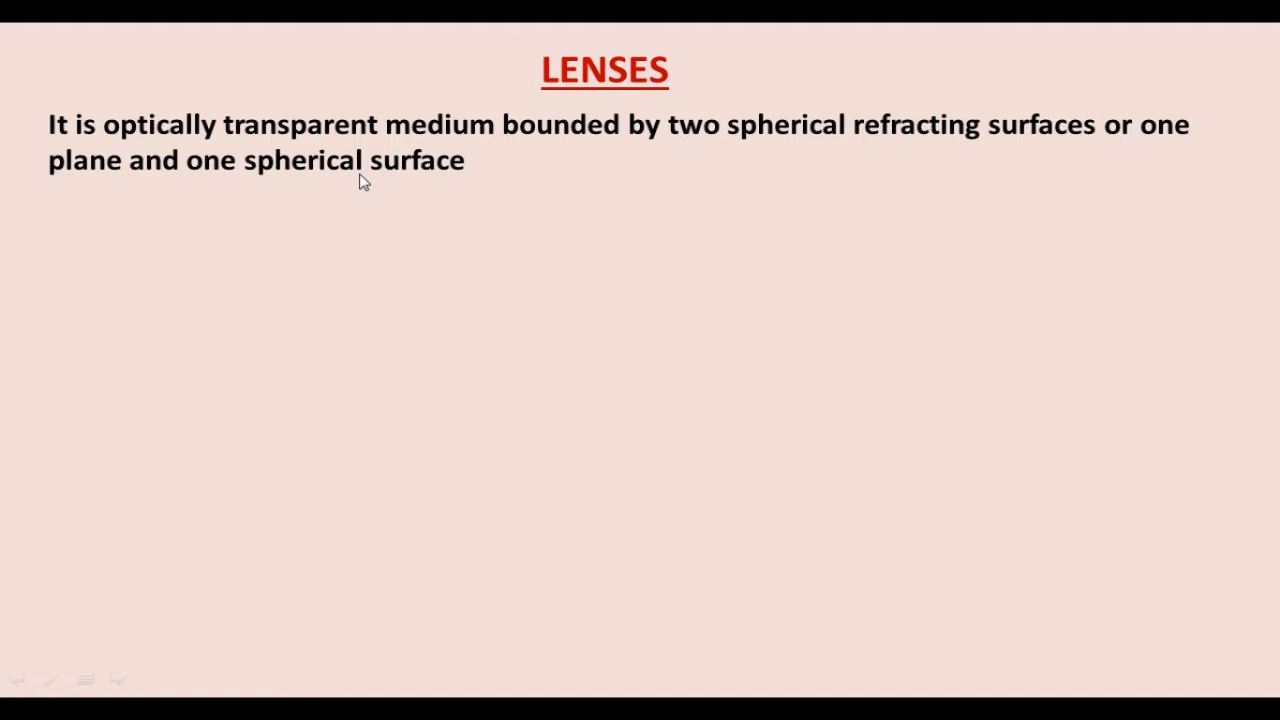 LENSES
It is optically transparent medium bounded by two spherical refracting surfaces or one
plane and one spherical surface